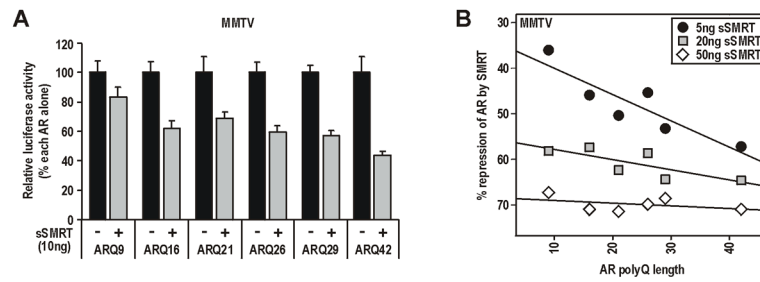 A
MMTV
Relative luciferase activity
(% each AR alone)
120
100
80
60
40
20
0
sSMRT
(10ng)
- + - + - + - + - + - +
ARQ9 ARQ16 ARQ21 ARQ26 ARQ29 ARQ42
B
MMTV
5ng sSMRT
20ng sSMRT
50ng sSMRT
% repression of AR by SMRT
30
40
50
60
70
10 20 30 40
AR polyQ length